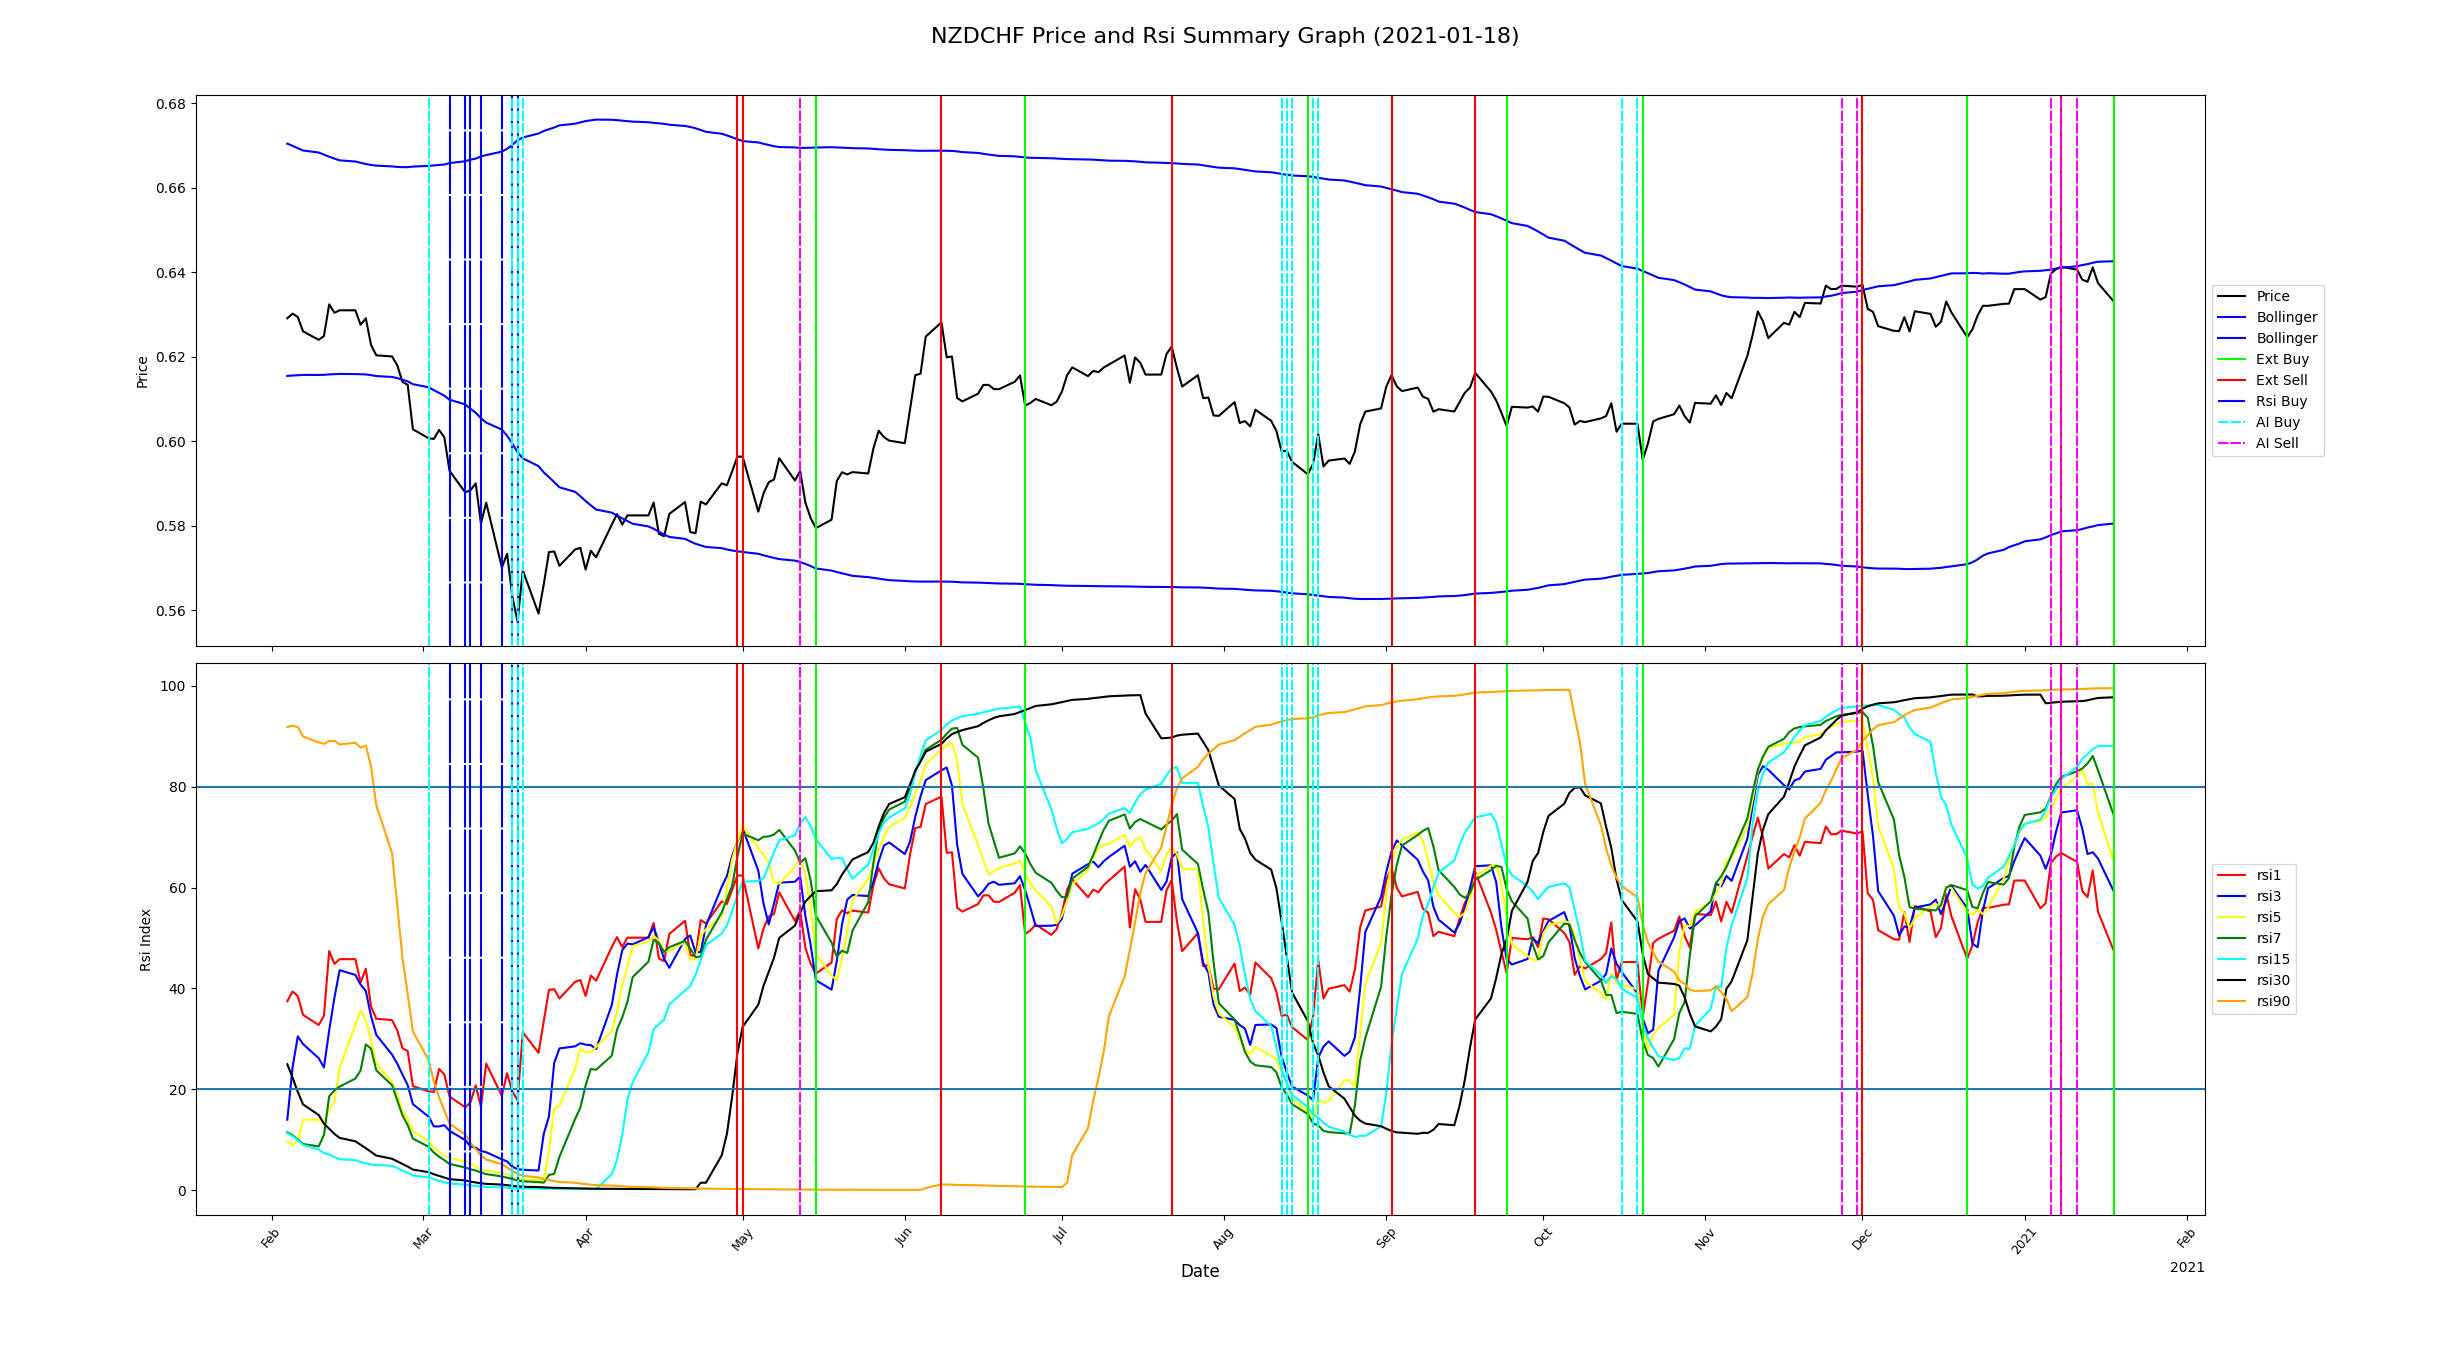 NZDCHF Price and Rsi Summary Graph (2021-01-18)
Price
0.68
0.66
0.64
0.62
0.60
0.58
0.56
Price
Bollinger
Bollinger
Ext Buy
Ext Sell
Rsi Buy
AI Buy
AI Sell
Rsi Index
100
80
60
40
20
0
rsi1
rsi3
rsi5
rsi7
rsi15
rsi30
rsi90
Feb Mar Apr May Jun Jul Aug Sep Oct Nov Dec 2021 Feb
Date
2021